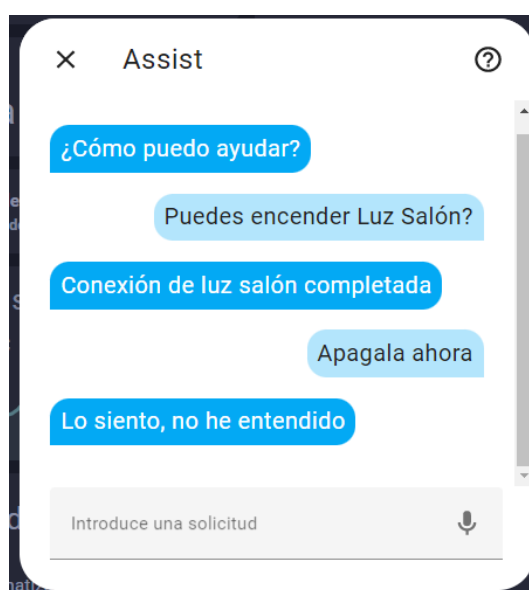 Assist
¿Cómo puedo ayudar?
Puedes encender Luz Salón?
Conexión de luz salón completada
Apagala ahora
Lo siento, no he entendido
Introduce una solicitud